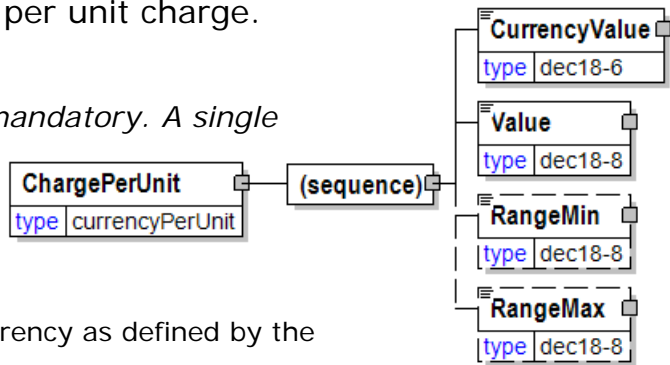 per unit charge.
CurrencyValue
type dec18-6
mandatory. A single
Value
type dec18-8
ChargePerUnit
type currencyPerUnit
(sequence)
RangeMin
type dec18-8
RangeMax
type dec18-8
rrency as defined by the